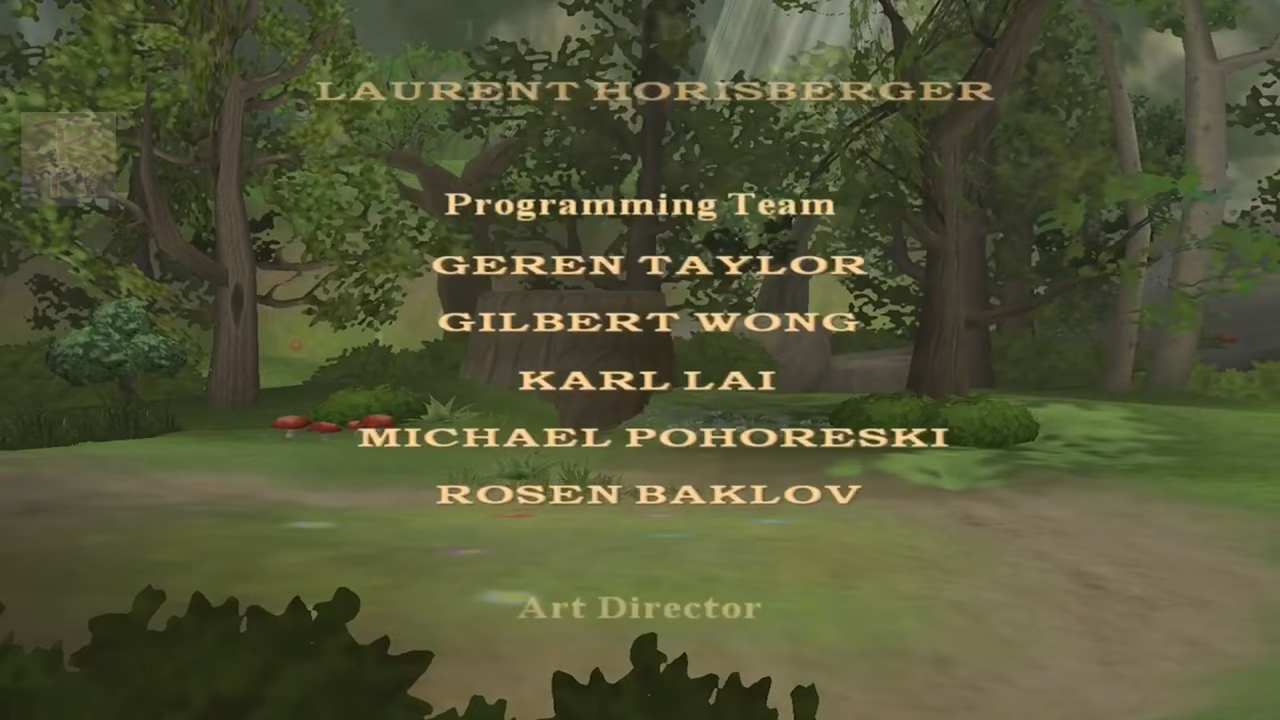 LAURENT HORISBERGER
Programming Team
GEREN TAYLOR
GILBERT WONG
KARL LAI
MICHAEL POHORESKI
ROSEN BAKLOV
Art Director